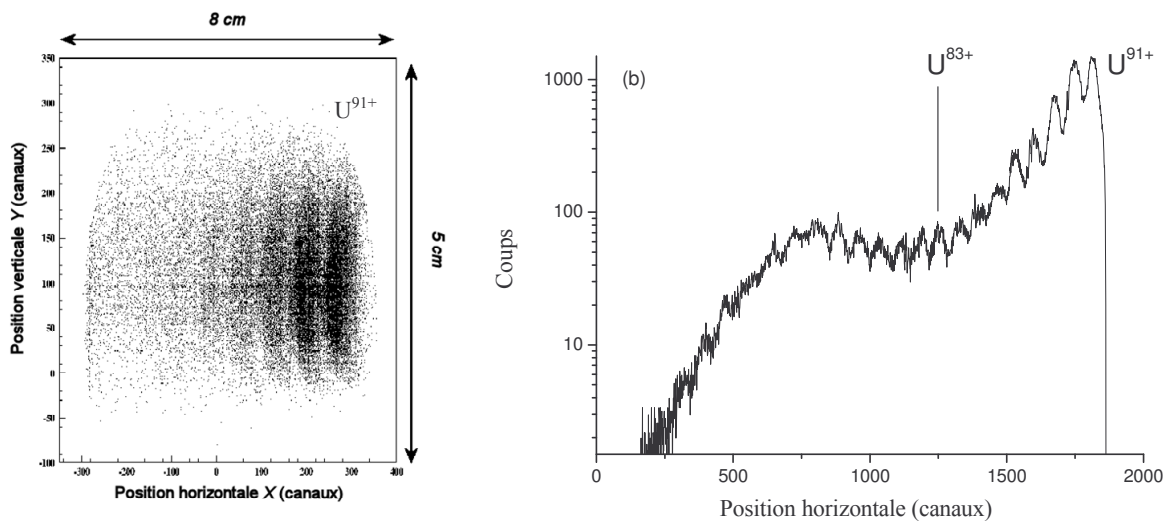 8 cm
350
300
250
200
150
100
50
0
-50
-100
Position verticale Y (canaux)
U91+
-300
-200
-100
0
100
200
300
400
Position horizontale X (canaux)
5 cm
(b)
U83+
U91+
1000
100
10
Coups
0
500
1000
1500
2000
Position horizontale (canaux)